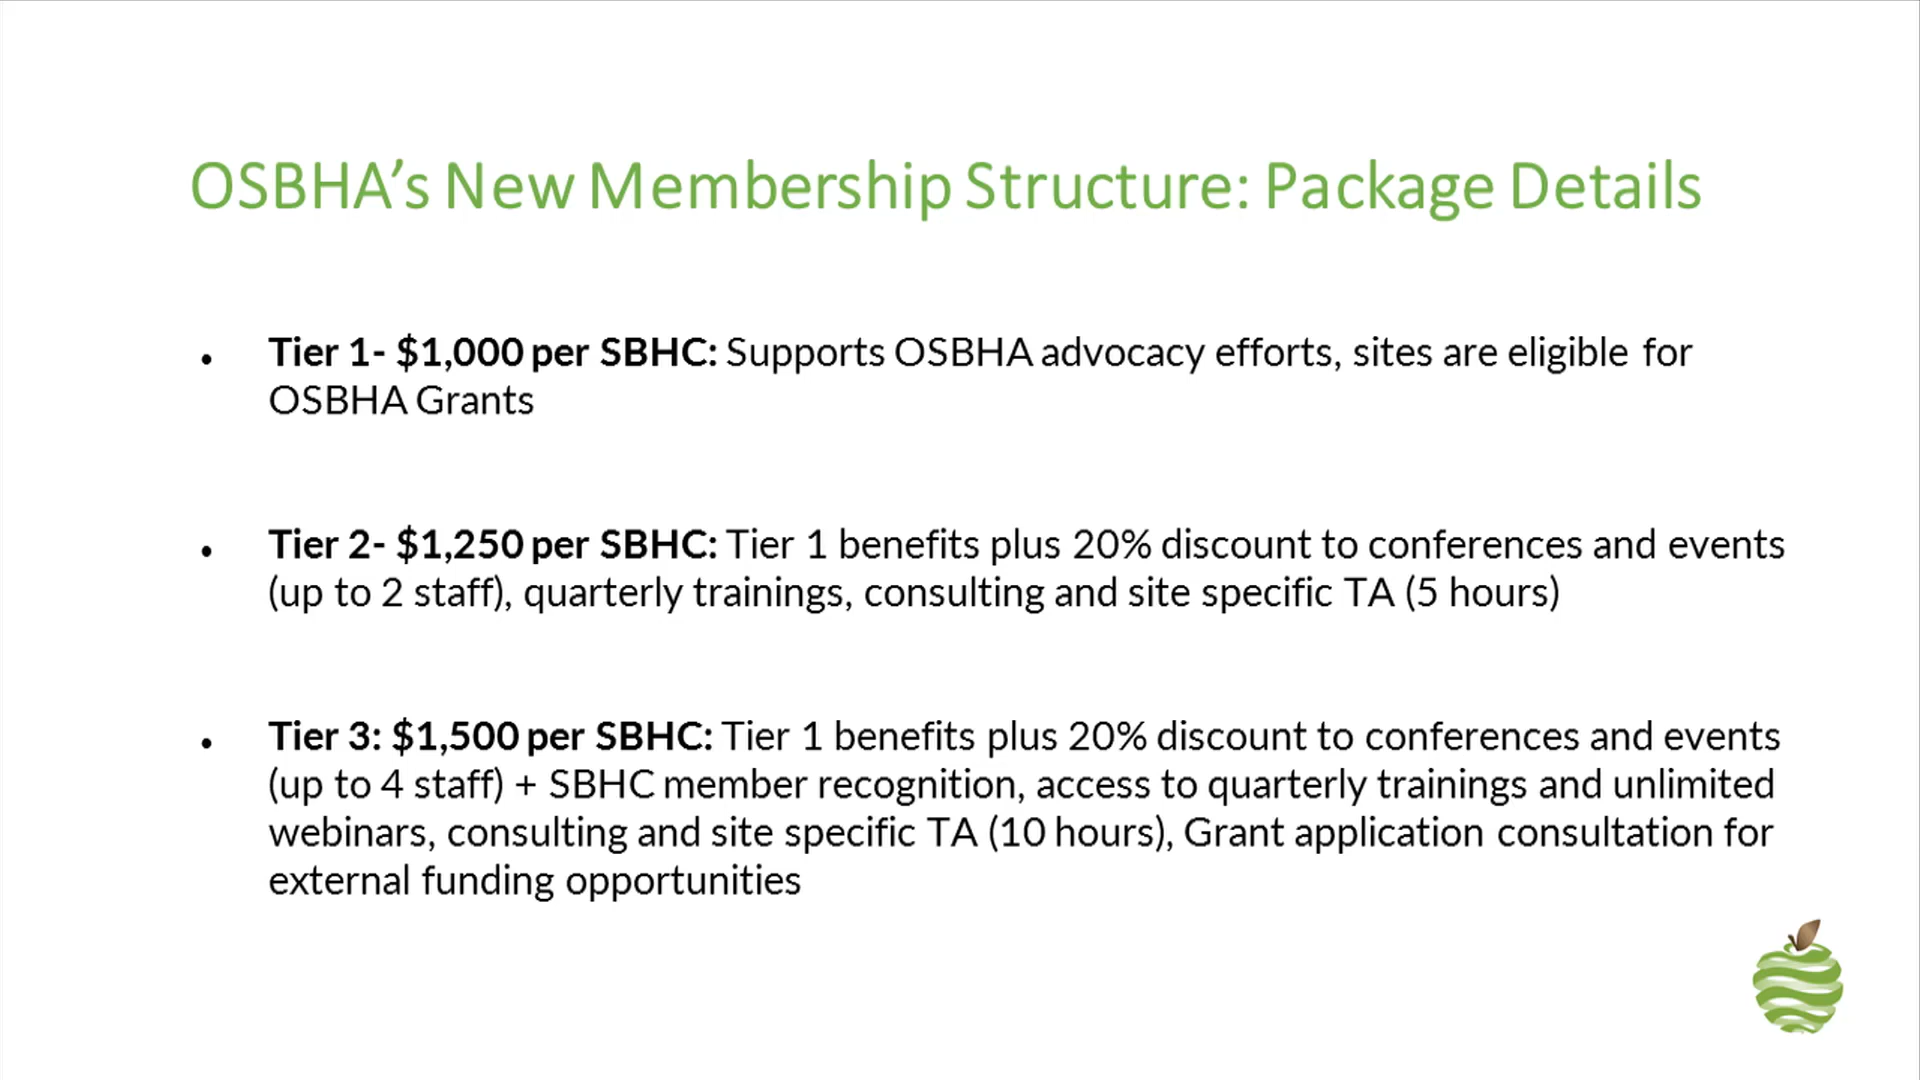 OSBHA’s New Membership Structure: Package Details
• Tier 1- $1,000 per SBHC: Supports OSBHA advocacy efforts, sites are eligible for
OSBHA Grants
• Tier 2- $1,250 per SBHC: Tier 1 benefits plus 20% discount to conferences and events
(up to 2 staff), quarterly trainings, consulting and site specific TA (5 hours)
• Tier 3: $1,500 per SBHC: Tier 1 benefits plus 20% discount to conferences and events
(up to 4 staff) + SBHC member recognition, access to quarterly trainings and unlimited
webinars, consulting and site specific TA (10 hours), Grant application consultation for
external funding opportunities